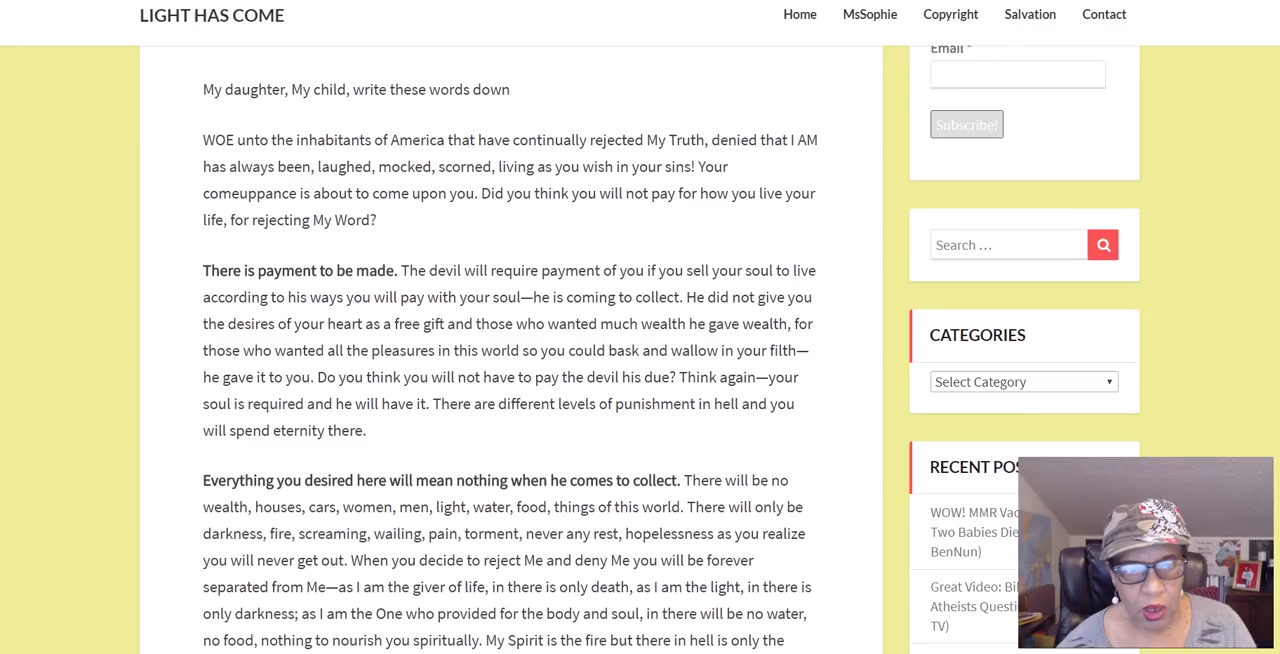 LIGHT HAS COME
Home MsSophie Copyright Salvation Contact
My daughter, My child, write these words down
WOE unto the inhabitants of America that have continually rejected My Truth, denied that I AM
has always been, laughed, mocked, scorned, living as you wish in your sins! Your
comeuppance is about to come upon you. Did you think you will not pay for how you live your
life, for rejecting My Word?
There is payment to be made. The devil will require payment of you if you sell your soul to live
according to his ways you will pay with your soul—he is coming to collect. He did not give you
the desires of your heart as a free gift and those who wanted much wealth he gave wealth, for
those who wanted all the pleasures in this world so you could bask and wallow in your filth—
he gave it to you. Do you think you will not have to pay the devil his due? Think again—your
soul is required and he will have it. There are different levels of punishment in hell and you
will spend eternity there.
Everything you desired here will mean nothing when he comes to collect. There will be no
wealth, houses, cars, women, men, light, water, food, things of this world. There will only be
darkness, fire, screaming, wailing, pain, torment, never any rest, hopelessness as you realize
you will never get out. When you decide to reject Me and deny Me you will be forever
separated from Me—as I am the giver of life, in there is only death, as I am the light, in there is
only darkness; as I am the One who provided for the body and soul, in there will be no water,
no food, nothing to nourish you spiritually. My Spirit is the fire but there in hell is only the
Email *
Subscribe!
Search …
CATEGORIES
Select Category
RECENT POS
WOW! MMR Vac
Two Babies Die
BenNun)
Great Video: Bil
Atheists Questi
TV)